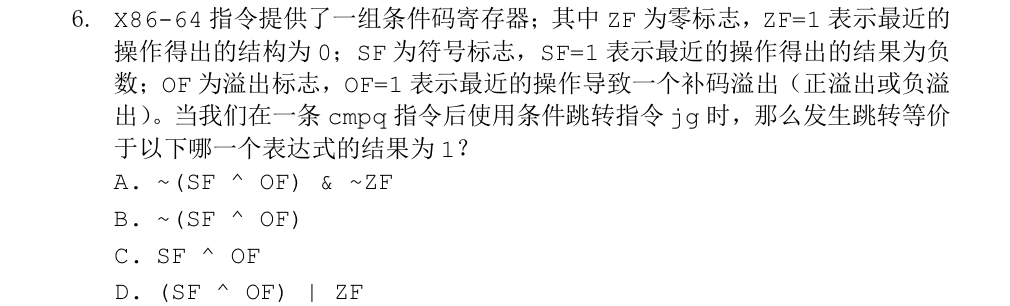 6. X86-64 指令提供了一组条件码寄存器；其中 ZF 为零标志，ZF=1 表示最近的
操作得出的结构为 0；SF 为符号标志，SF=1 表示最近的操作得出的结果为负
数；OF 为溢出标志，OF=1 表示最近的操作导致一个补码溢出（正溢出或负溢
出）。当我们在一条 cmpq 指令后使用条件跳转指令 jg 时，那么发生跳转等价
于以下哪一个表达式的结果为 1？
A. ~(SF ^ OF) & ~ZF
B. ~(SF ^ OF)
C. SF ^ OF
D. (SF ^ OF) | ZF